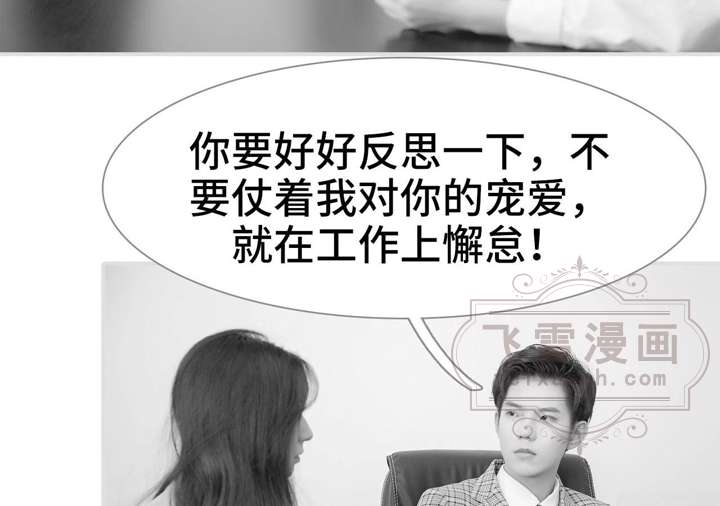 你要好好反思一下，不
要仗着我对你的宠爱，
就在工作上懈怠！
飞雪漫画